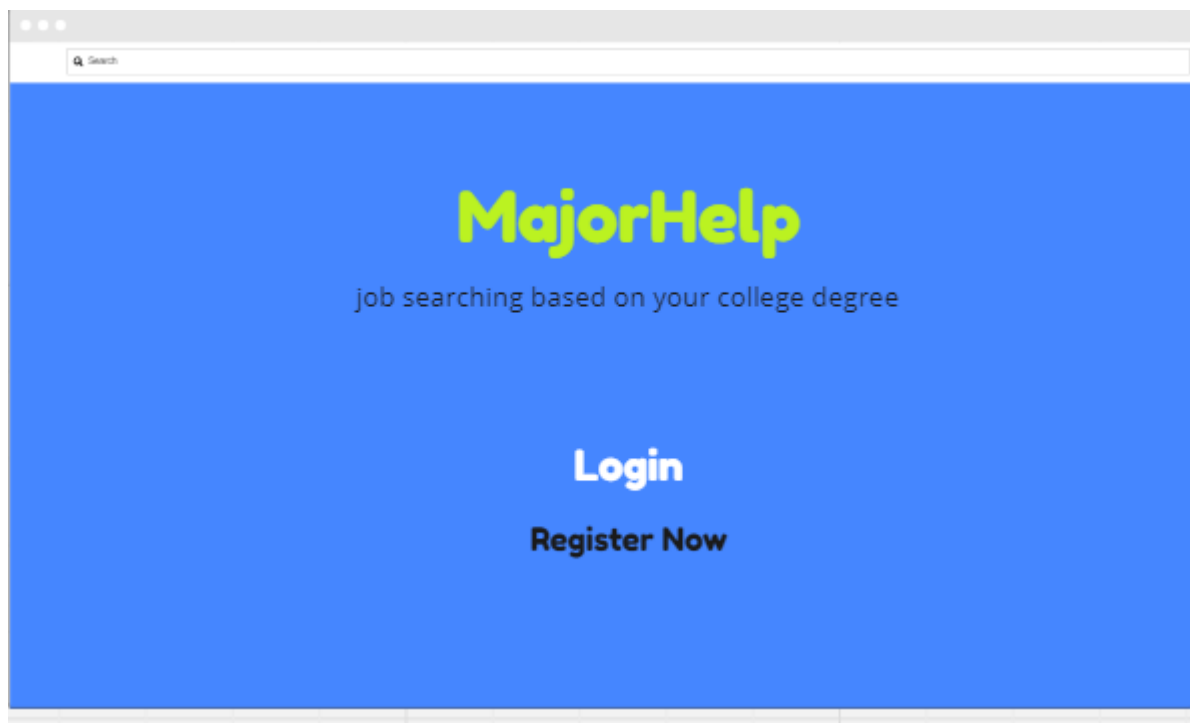 Search
MajorHelp
job searching based on your college degree
Login
Register Now